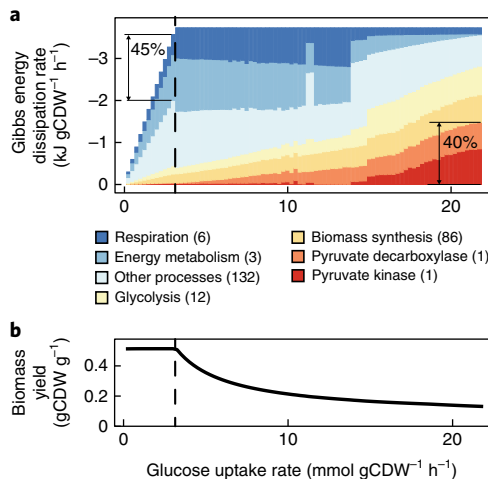 a
Gibbs energy
dissipation rate
(kJ gCDW⁻¹ h⁻¹)
–3
–2
–1
0
45%
40%
0
10
20
Respiration (6)
Energy metabolism (3)
Other processes (132)
Glycolysis (12)
Biomass synthesis (86)
Pyruvate decarboxylase (1)
Pyruvate kinase (1)
b
Biomass
yield
(gCDW g⁻¹)
0.4
0.2
0
0
10
20
Glucose uptake rate (mmol gCDW⁻¹ h⁻¹)